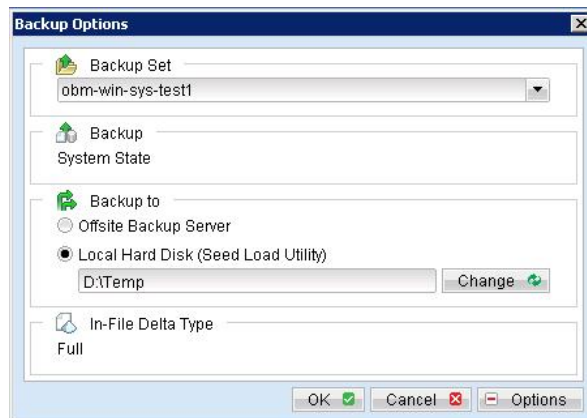 Backup Options
Backup Set
obm-win-sys-test1
Backup
System State
Backup to
Offsite Backup Server
Local Hard Disk (Seed Load Utility)
D:\Temp
Change
In-File Delta Type
Full
OK
Cancel
Options